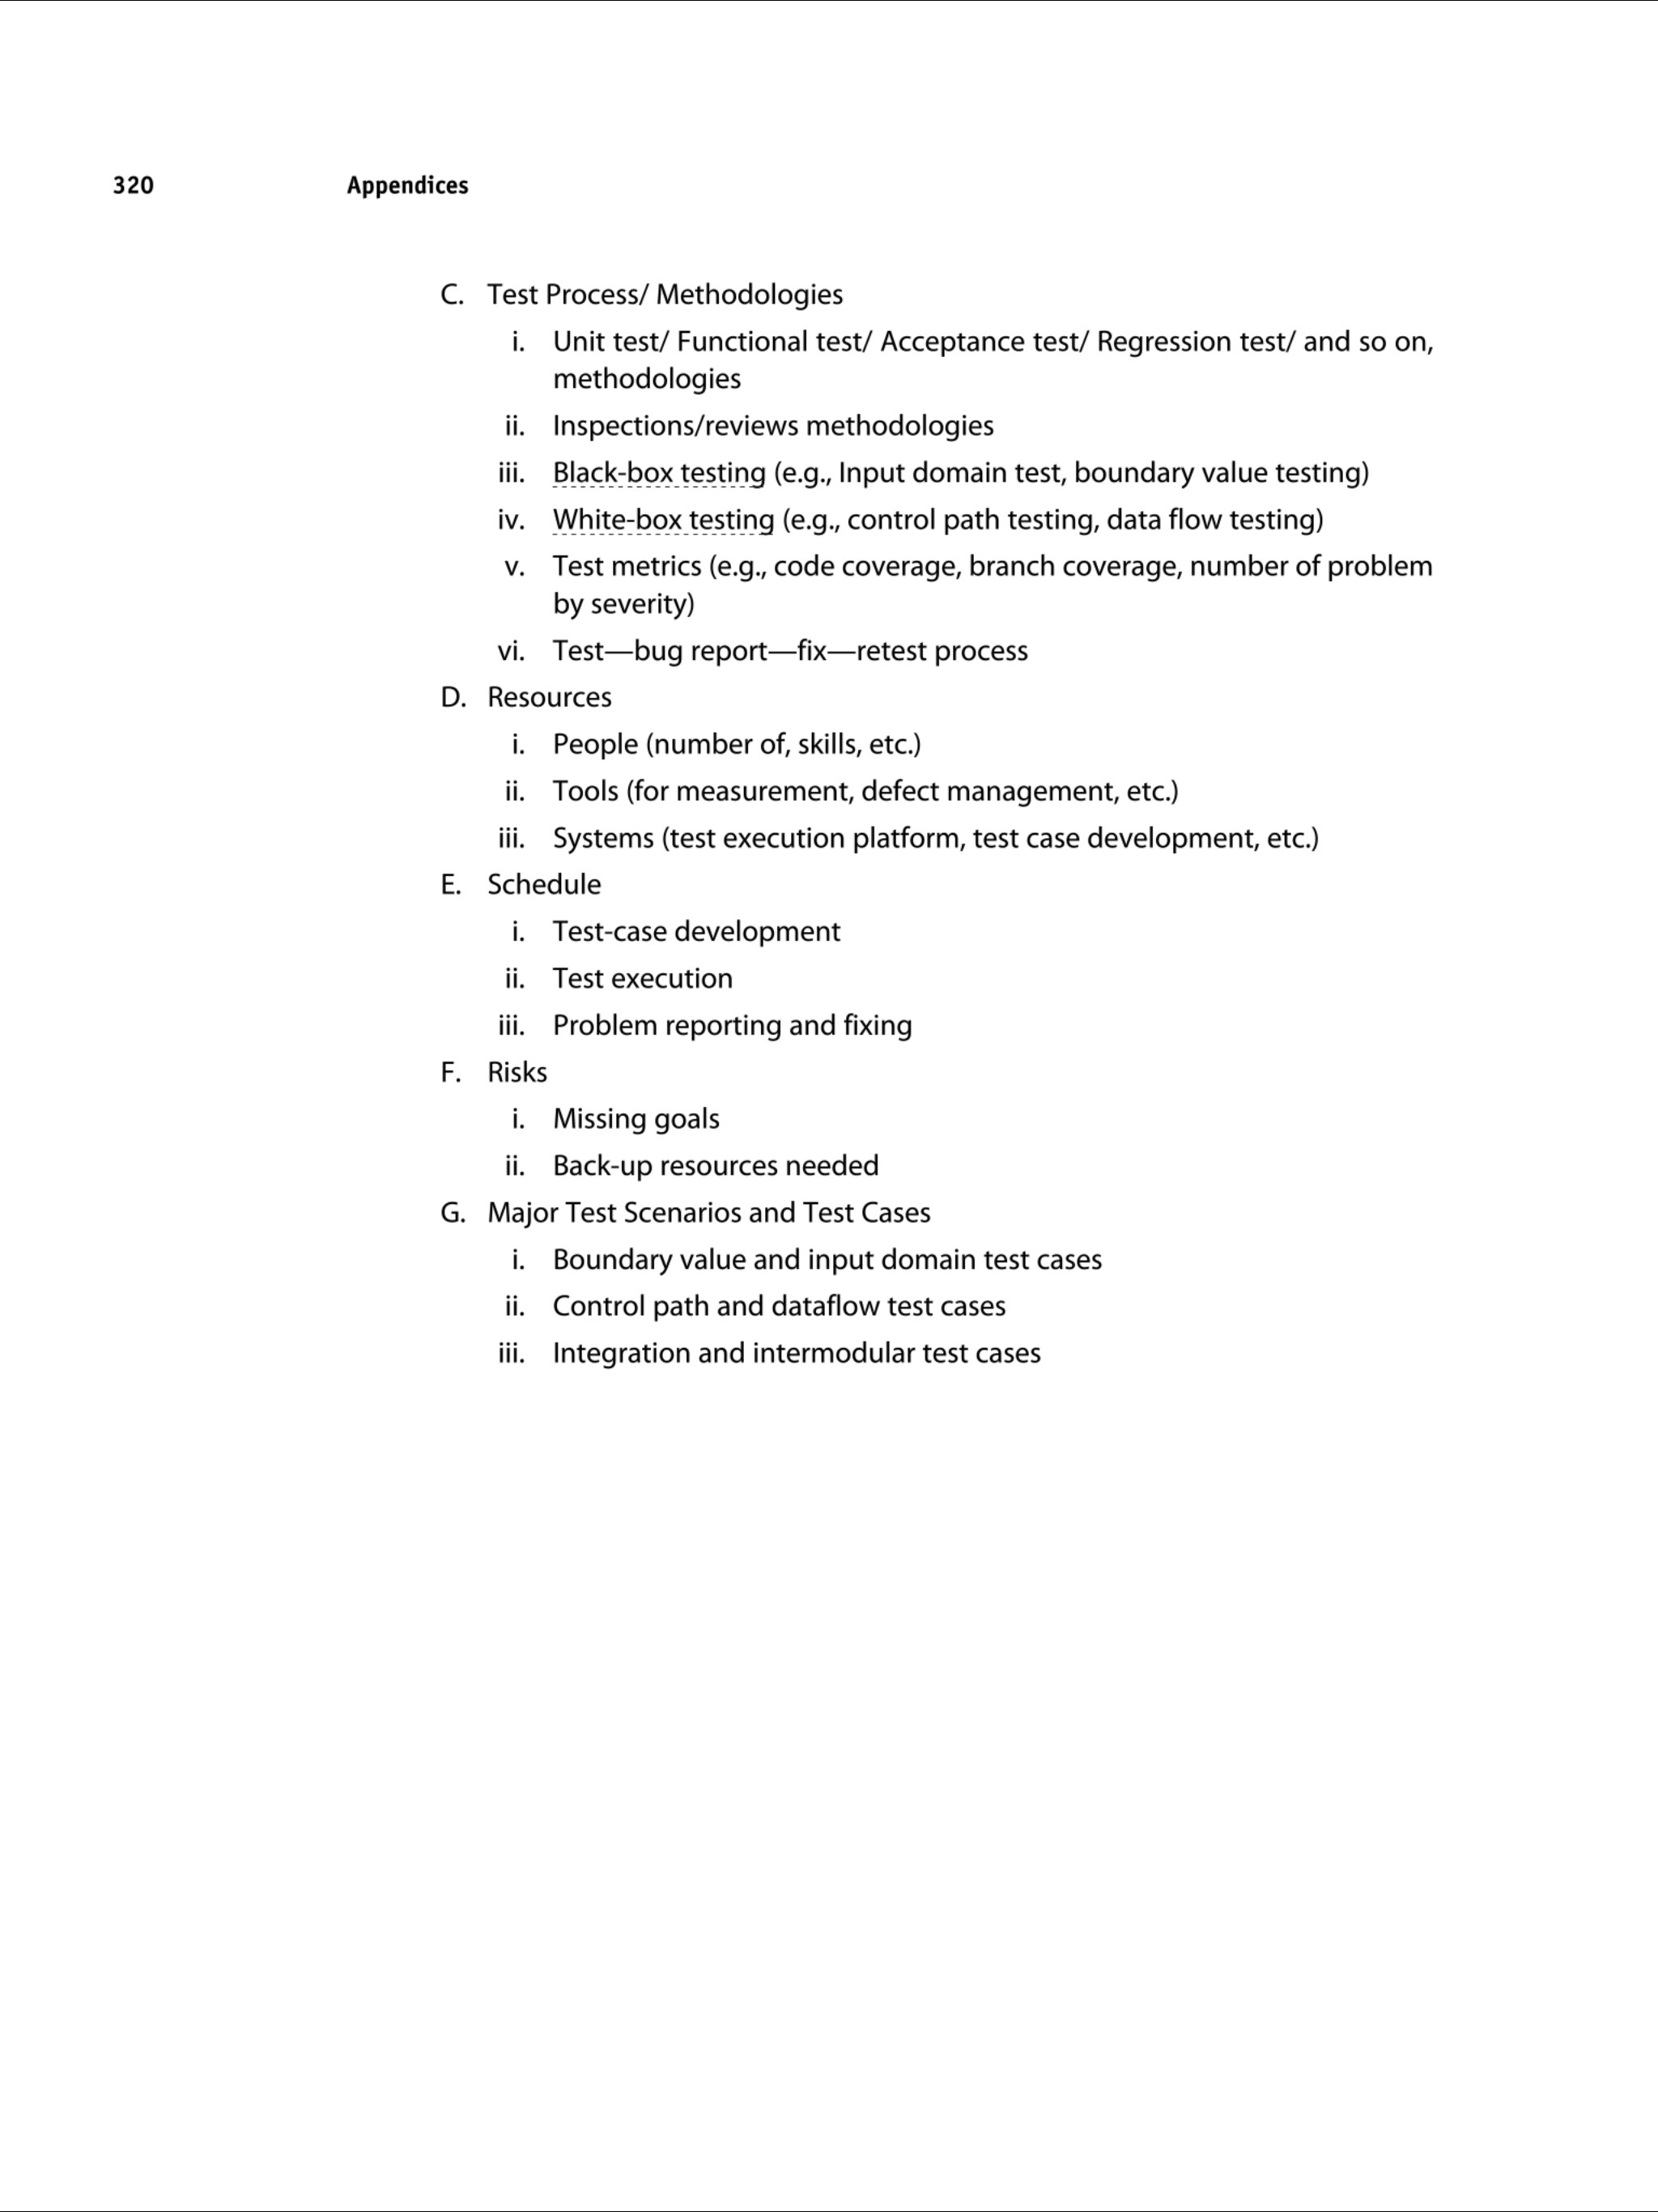 320 Appendices
C. Test Process/ Methodologies
i. Unit test/ Functional test/ Acceptance test/ Regression test/ and so on,
methodologies
ii. Inspections/reviews methodologies
iii. Black-box testing (e.g., Input domain test, boundary value testing)
iv. White-box testing (e.g., control path testing, data flow testing)
v. Test metrics (e.g., code coverage, branch coverage, number of problem
by severity)
vi. Test—bug report—fix—retest process
D. Resources
i. People (number of, skills, etc.)
ii. Tools (for measurement, defect management, etc.)
iii. Systems (test execution platform, test case development, etc.)
E. Schedule
i. Test-case development
ii. Test execution
iii. Problem reporting and fixing
F. Risks
i. Missing goals
ii. Back-up resources needed
G. Major Test Scenarios and Test Cases
i. Boundary value and input domain test cases
ii. Control path and dataflow test cases
iii. Integration and intermodular test cases